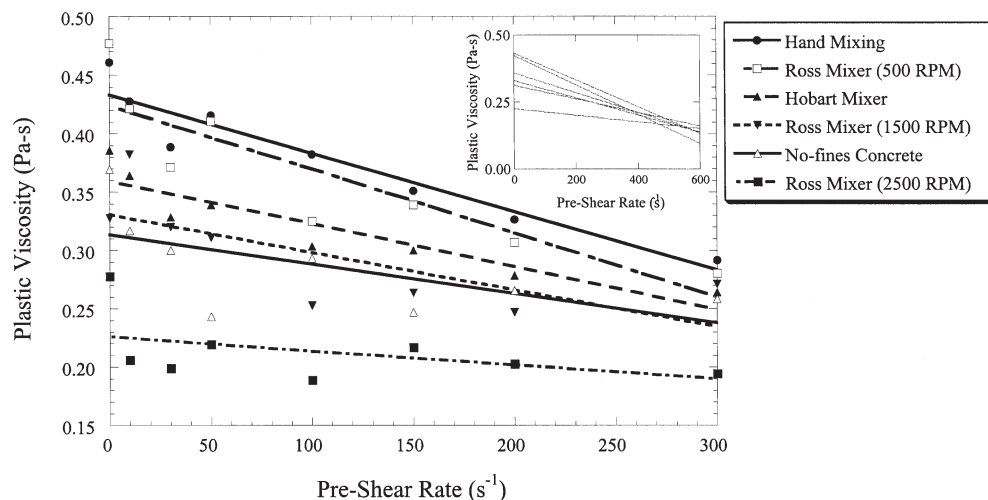 0.50
0.45
0.40
0.35
0.30
0.25
0.20
0.15
Plastic Viscosity (Pa-s)
0 50 100 150 200 250 300
Pre-Shear Rate (s⁻¹)
0.50
0.25
0.00
Plastic Viscosity (Pa-s)
0 200 400 600
Pre-Shear Rate (s)
Hand Mixing
Ross Mixer (500 RPM)
Hobart Mixer
Ross Mixer (1500 RPM)
No-fines Concrete
Ross Mixer (2500 RPM)